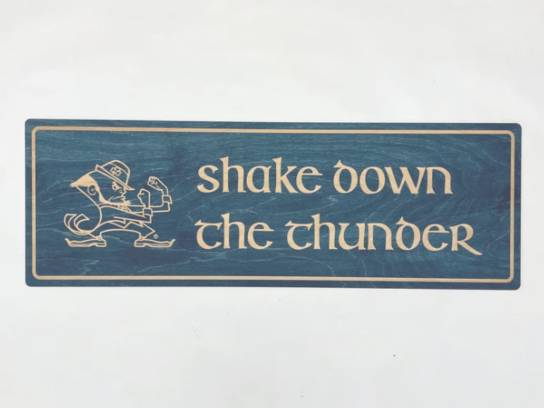 shake down
the thunder